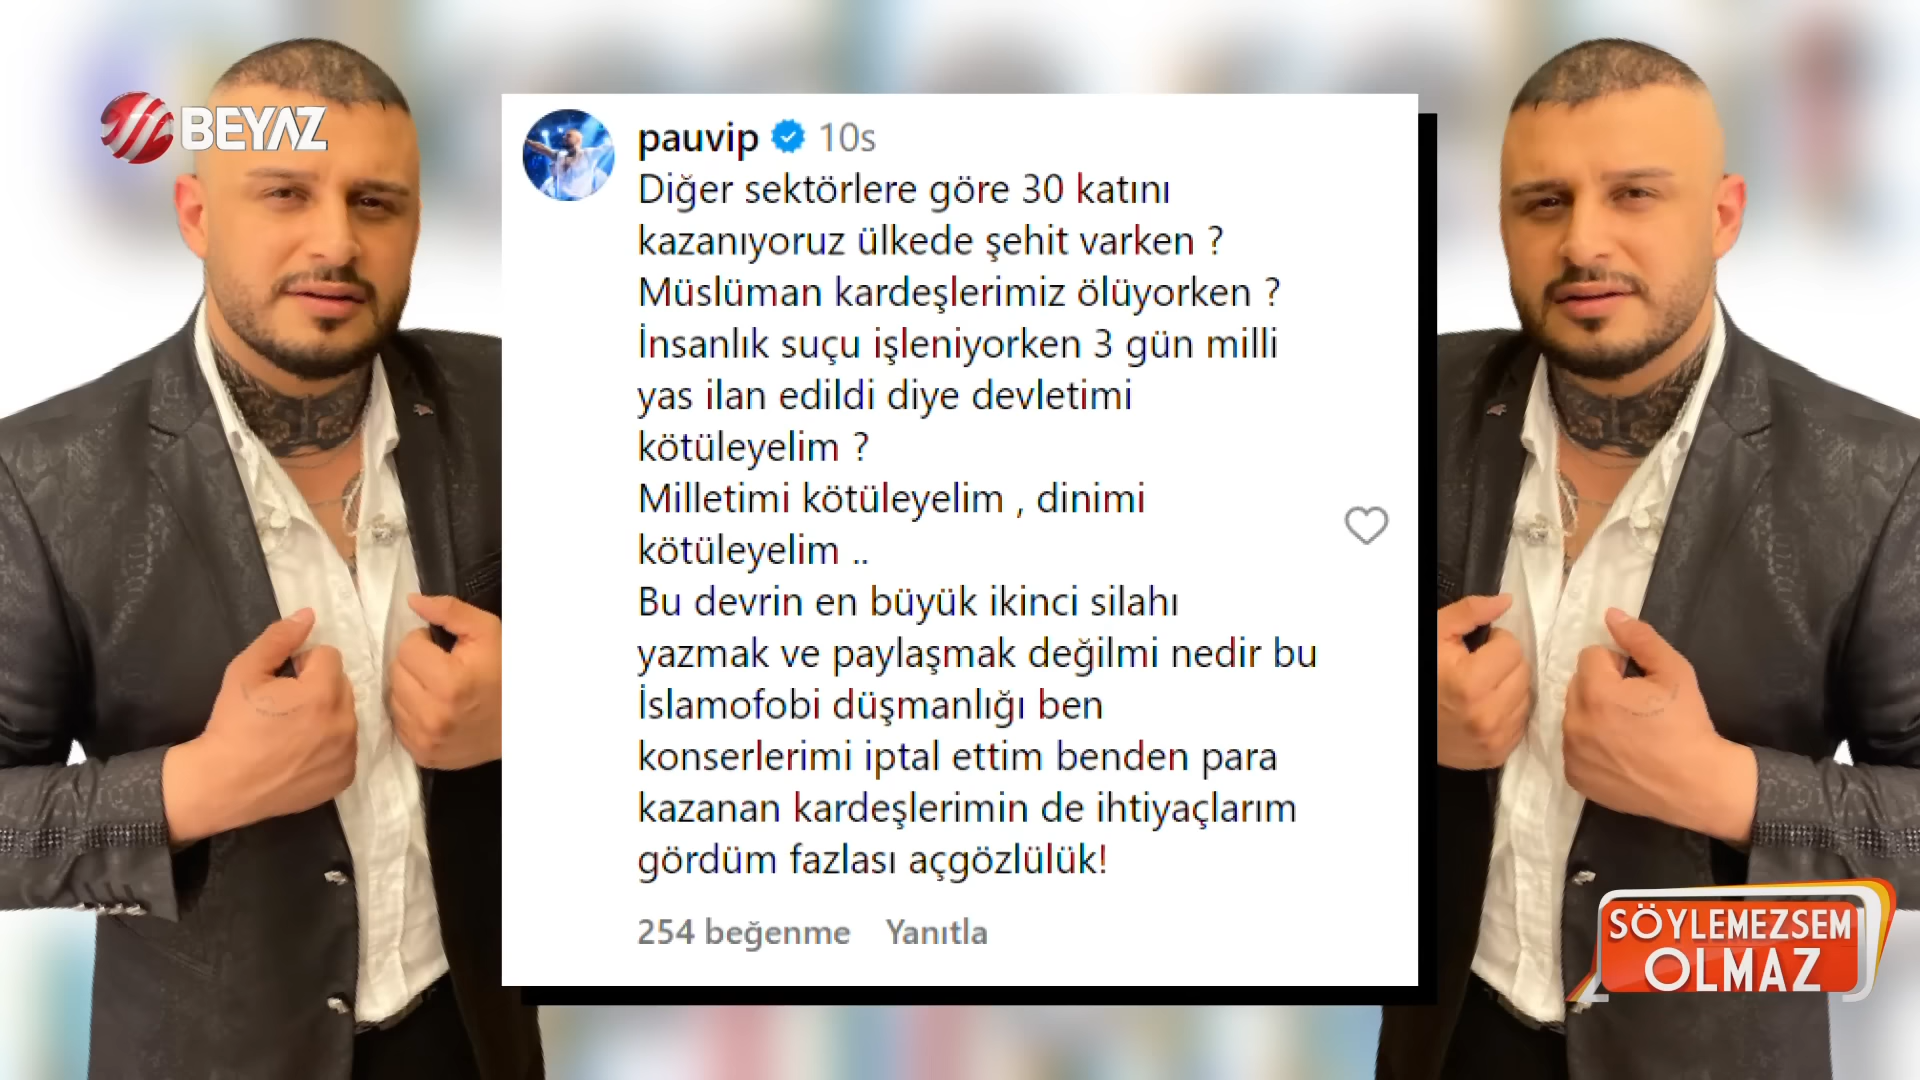 BEYAZ
pauvip 10s
Diğer sektörlere göre 30 katını
kazanıyoruz ülkede şehit varken ?
Müslüman kardeşlerimiz ölüyorken ?
İnsanlık suçu işleniyorken 3 gün milli
yas ilan edildi diye devletimi
kötüleyelim ?
Milletimi kötüleyelim , dinimi
kötüleyelim ..
Bu devrin en büyük ikinci silahı
yazmak ve paylaşmak değilmi nedir bu
İslamofobi düşmanlığı ben
konserlerimi iptal ettim benden para
kazanan kardeşlerimin de ihtiyaçlarım
gördüm fazlası açgözlülük!
254 beğenme Yanıtla
SÖYLEMEZSEM
OLMAZ